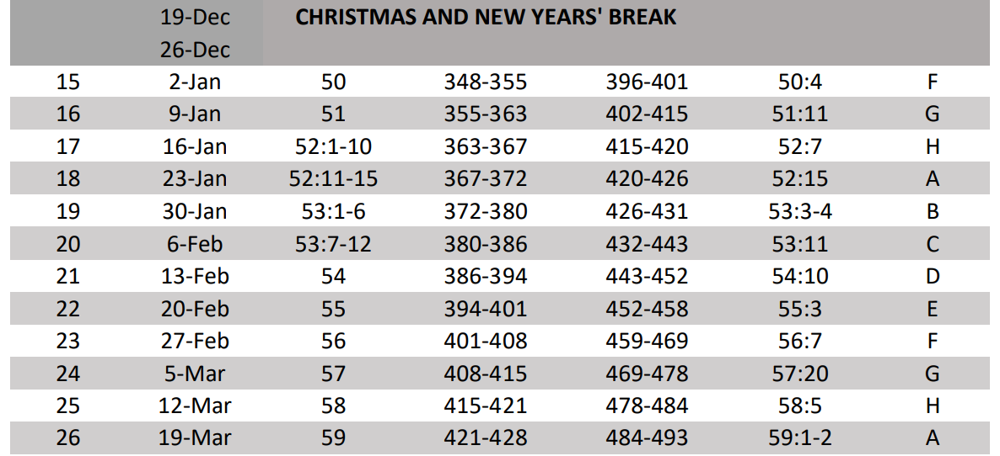 19-Dec CHRISTMAS AND NEW YEARS' BREAK
26-Dec
15 2-Jan 50 348-355 396-401 50:4 F
16 9-Jan 51 355-363 402-415 51:11 G
17 16-Jan 52:1-10 363-367 415-420 52:7 H
18 23-Jan 52:11-15 367-372 420-426 52:15 A
19 30-Jan 53:1-6 372-380 426-431 53:3-4 B
20 6-Feb 53:7-12 380-386 432-443 53:11 C
21 13-Feb 54 386-394 443-452 54:10 D
22 20-Feb 55 394-401 452-458 55:3 E
23 27-Feb 56 401-408 459-469 56:7 F
24 5-Mar 57 408-415 469-478 57:20 G
25 12-Mar 58 415-421 478-484 58:5 H
26 19-Mar 59 421-428 484-493 59:1-2 A